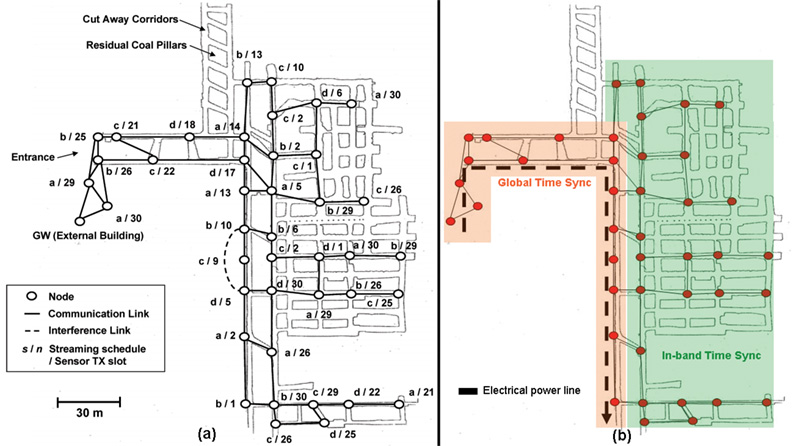 Cut Away Corridors
Residual Coal Pillars
b / 13
c / 10
d / 6
a / 30
c / 21
d / 18
a / 14
c / 2
b / 25
b / 2
Entrance
c / 1
b / 26
c / 22
d / 17
a / 29
a / 13
a / 5
c / 26
a / 30
b / 29
GW (External Building)
b / 10
b / 6
d / 1
a / 30
b / 29
c / 9
c / 2
d / 5
d / 30
b / 26
c / 25
a / 29
Node
Communication Link
Interference Link
s / n Streaming schedule
/ Sensor TX slot
a / 2
a / 26
30 m
b / 1
b / 30
c / 29
d / 22
a / 21
c / 26
d / 25
(a)
Global Time Sync
In-band Time Sync
Electrical power line
(b)